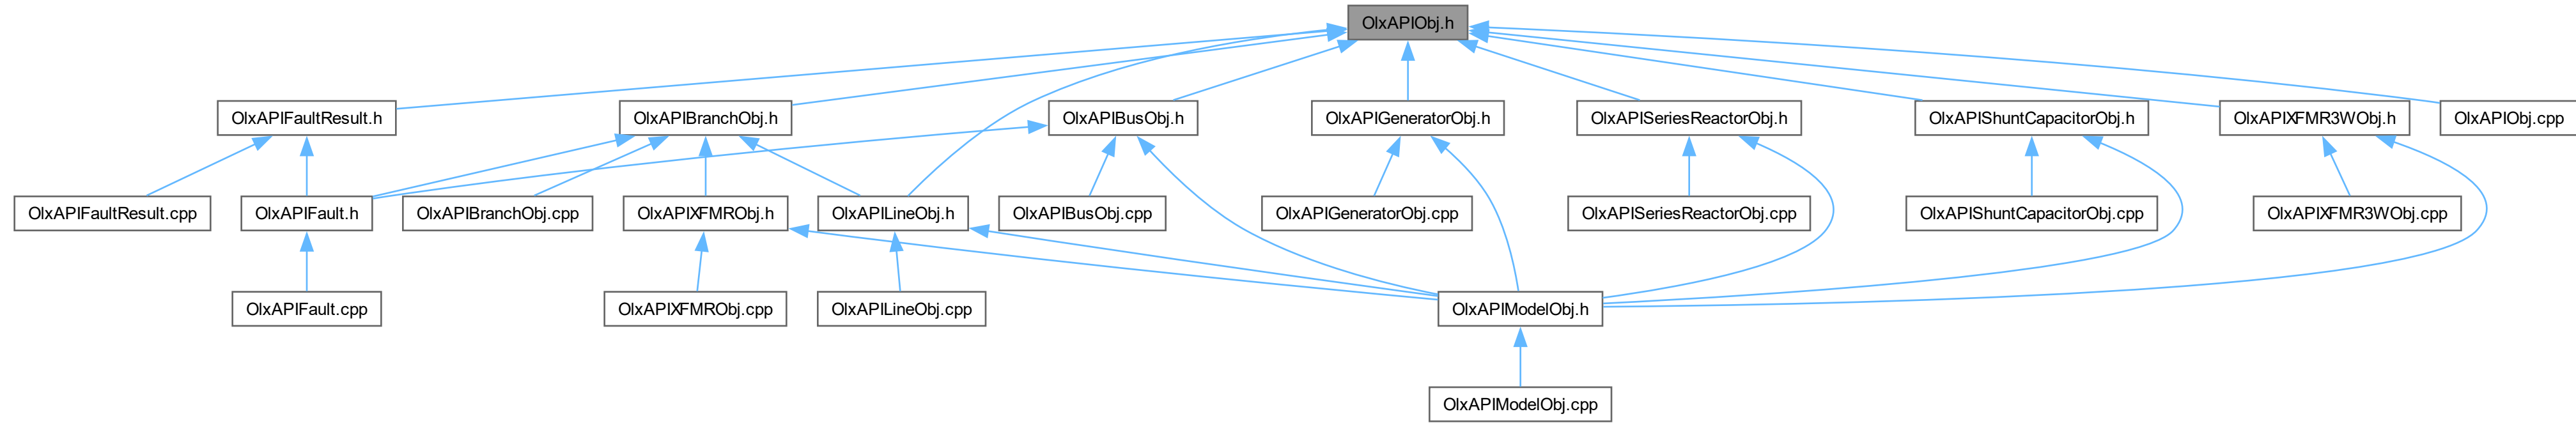 OlxAPIObj.h
OlxAPIFaultResult.h
OlxAPIBranchObj.h
OlxAPIBusObj.h
OlxAPIGeneratorObj.h
OlxAPISeriesReactorObj.h
OlxAPIShuntCapacitorObj.h
OlxAPIXFMR3WObj.h
OlxAPIObj.cpp
OlxAPIFaultResult.cpp
OlxAPIFault.h
OlxAPIBranchObj.cpp
OlxAPIXFMRObj.h
OlxAPILineObj.h
OlxAPIBusObj.cpp
OlxAPIGeneratorObj.cpp
OlxAPISeriesReactorObj.cpp
OlxAPIShuntCapacitorObj.cpp
OlxAPIXFMR3WObj.cpp
OlxAPIFault.cpp
OlxAPIXFMRObj.cpp
OlxAPILineObj.cpp
OlxAPIModelObj.h
OlxAPIModelObj.cpp